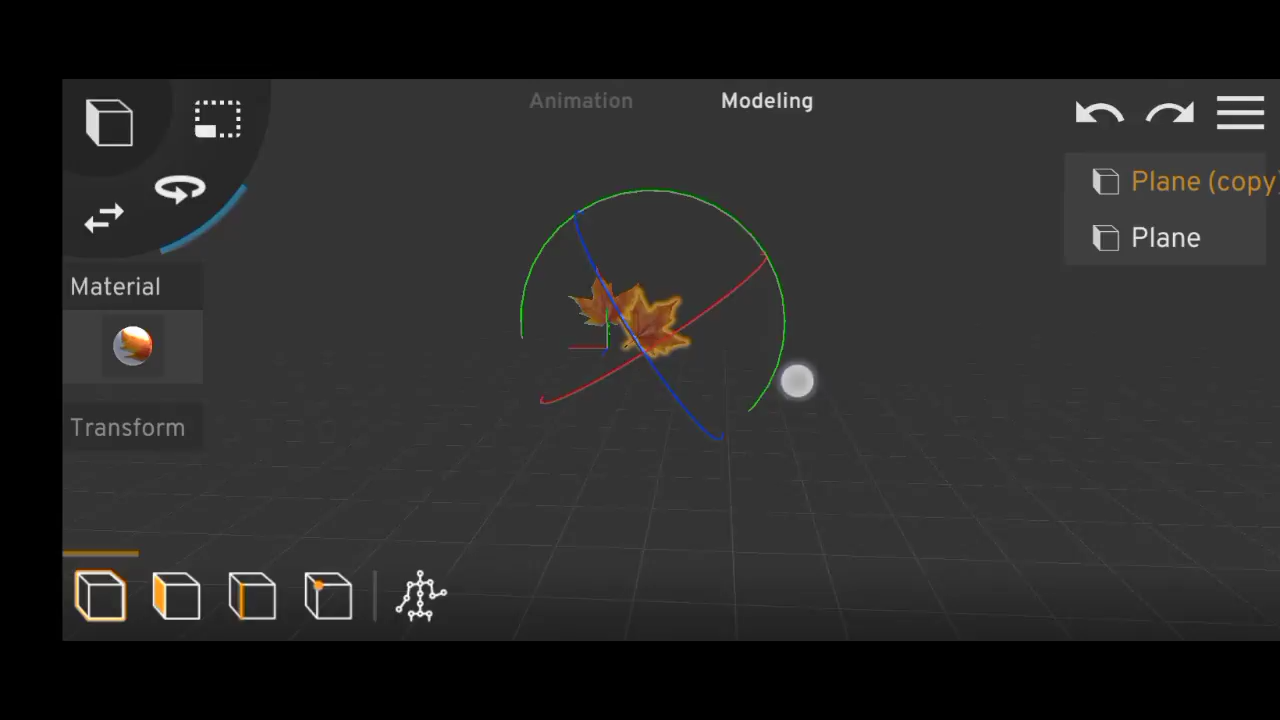 Animation
Modeling
Plane (copy)
Plane
Material
Transform